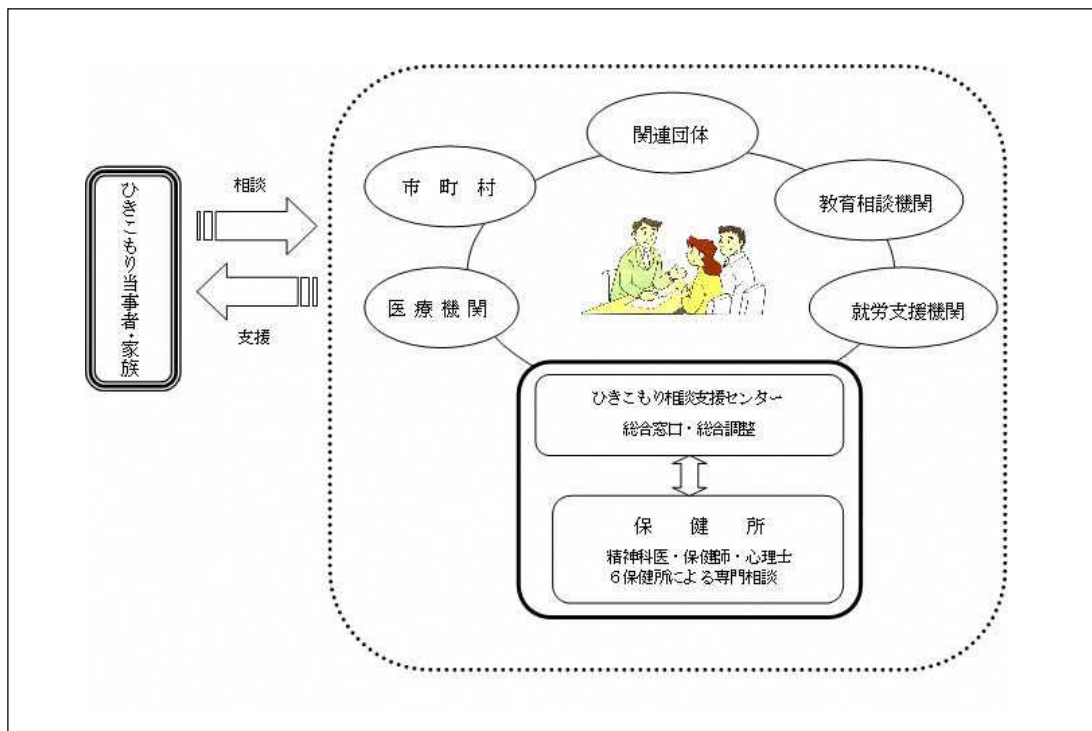 ひきこもり当事者・家族
相談
支援
関連団体
市町村
教育相談機関
医療機関
就労支援機関
ひきこもり相談支援センター
総合窓口・総合調整
保健所
精神科医・保健師・心理士
6保健所による専門相談